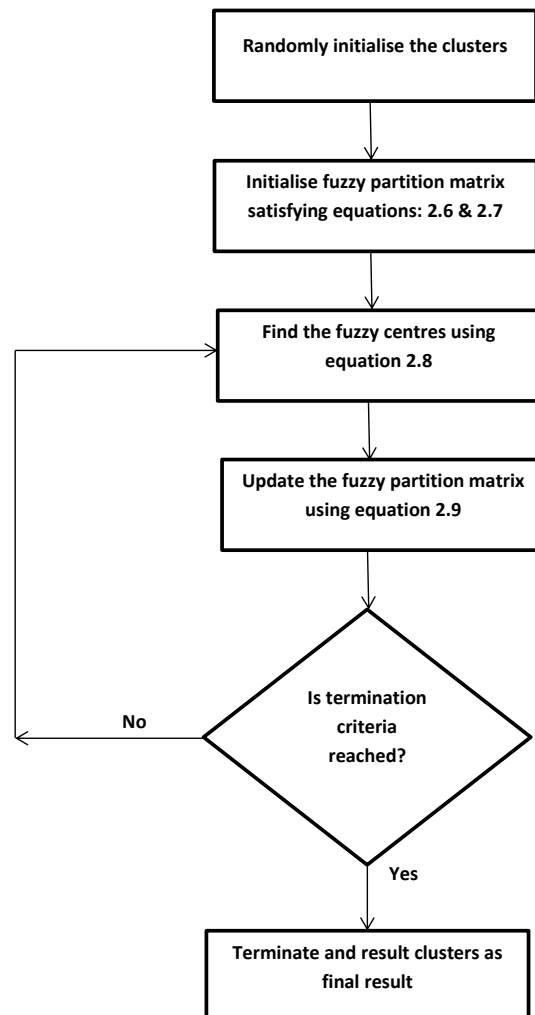 Randomly initialise the clusters
Initialise fuzzy partition matrix
satisfying equations: 2.6 & 2.7
Find the fuzzy centres using
equation 2.8
Update the fuzzy partition matrix
using equation 2.9
Is termination
criteria
reached?
No
Yes
Terminate and result clusters as
final result